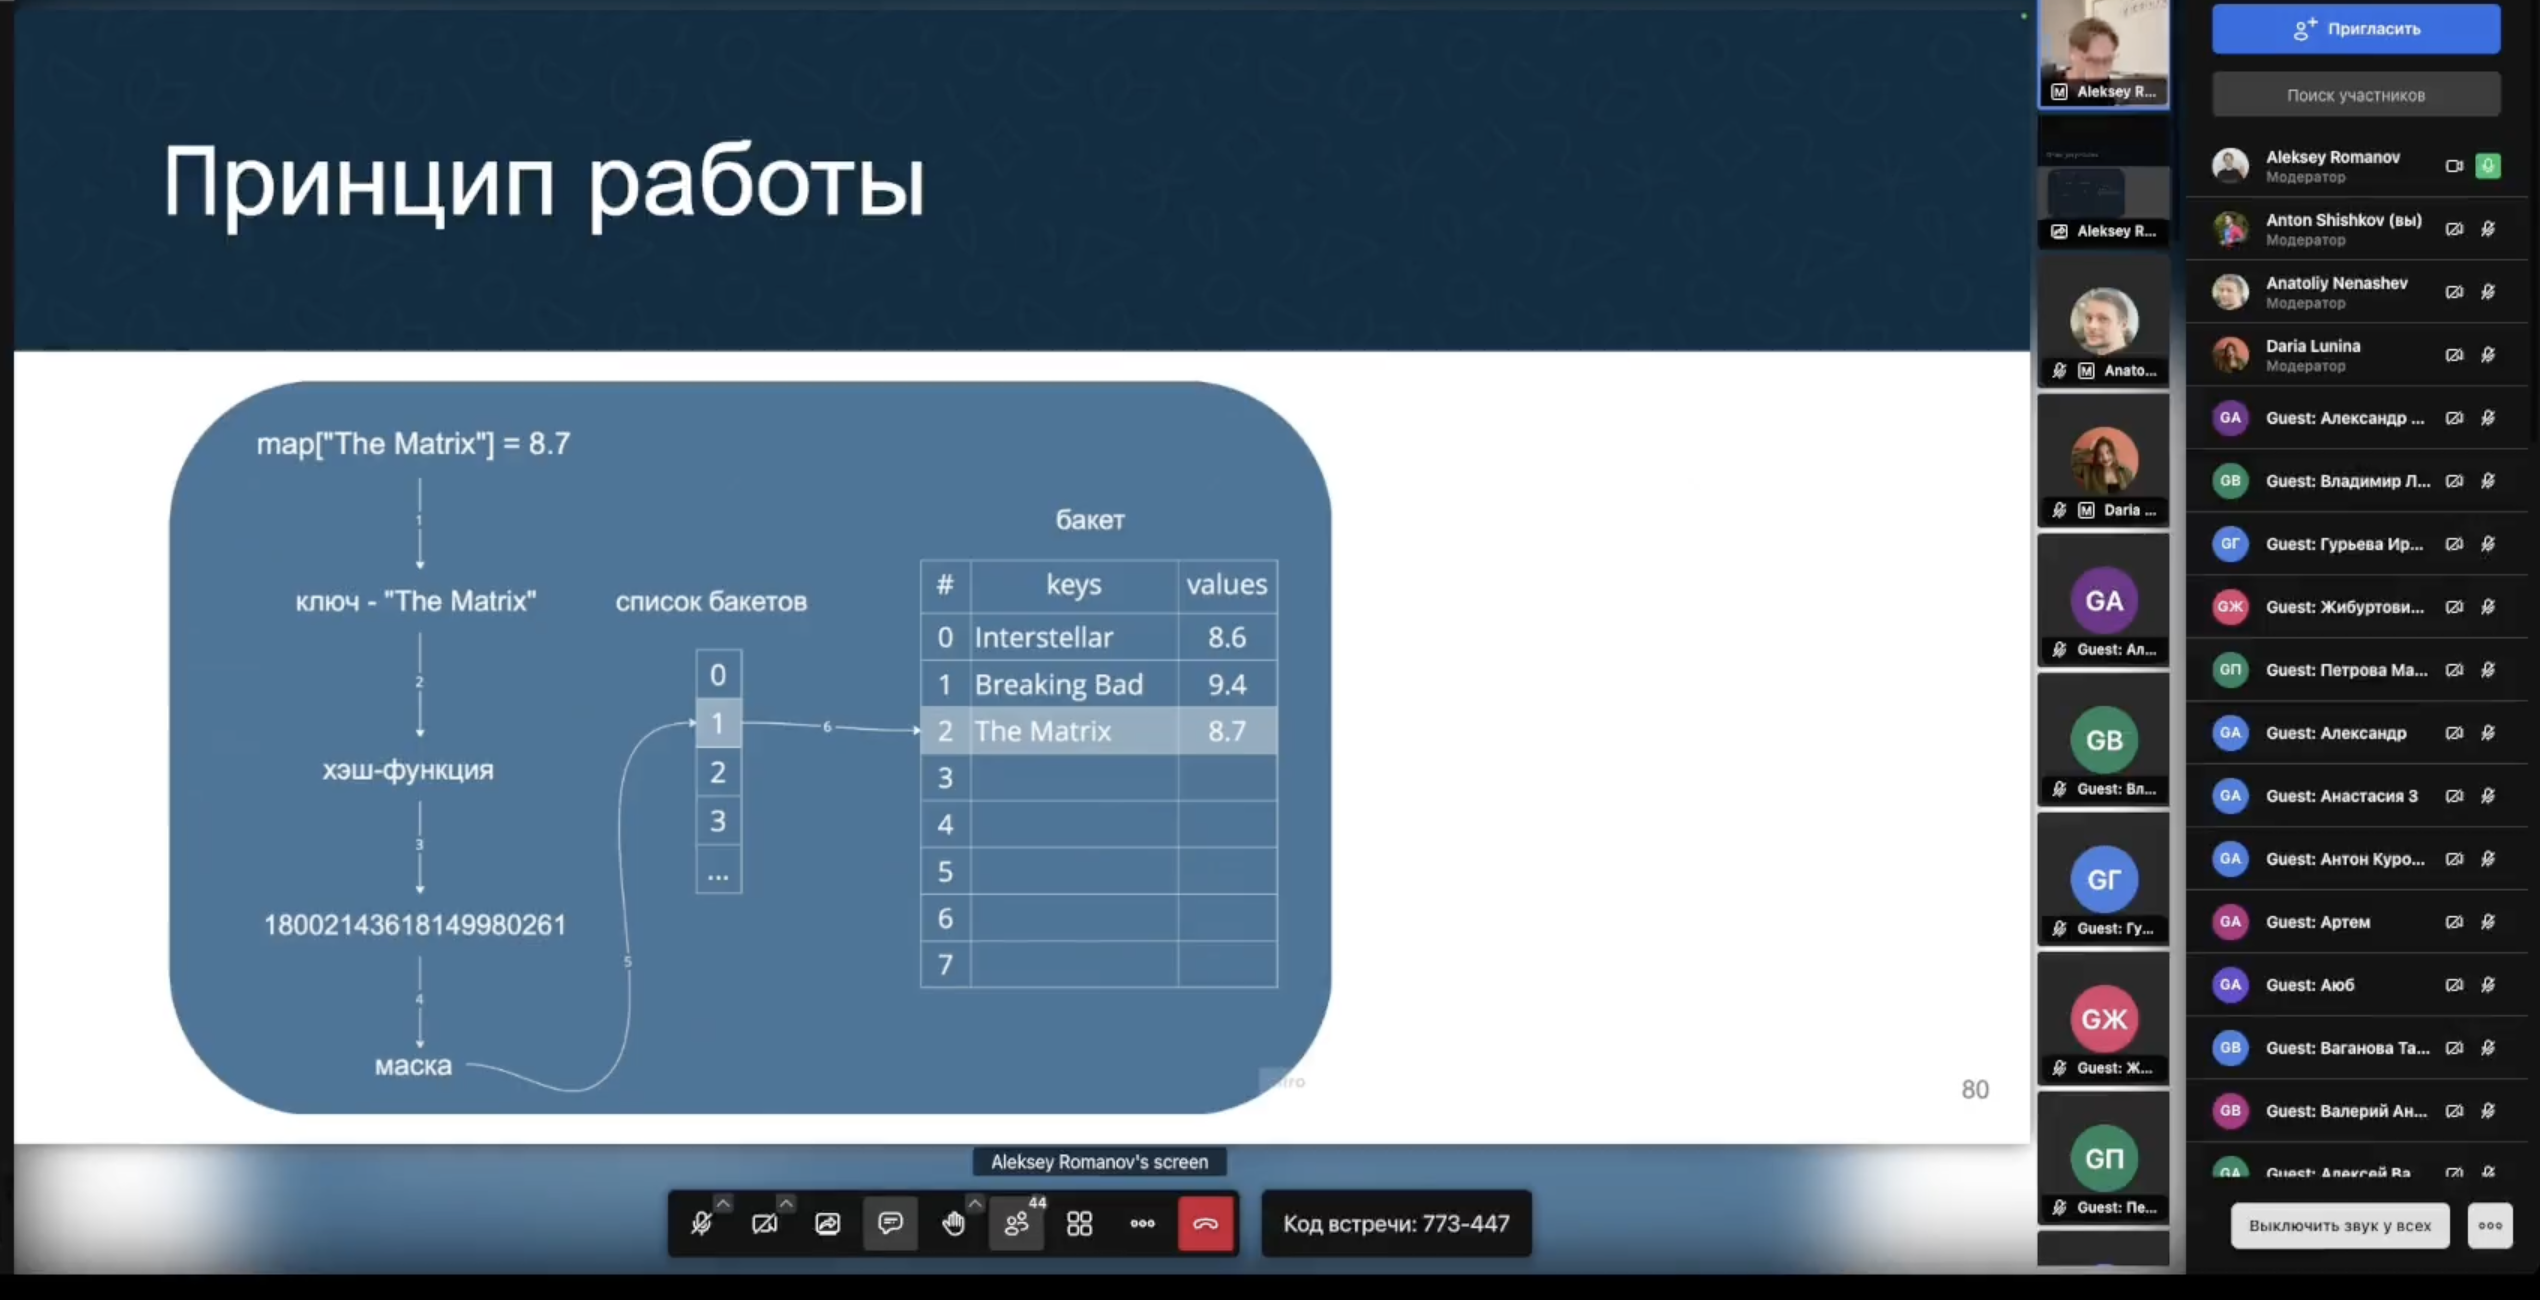 Принцип работы
map["The Matrix"] = 8.7
1
ключ - "The Matrix"
2
хэш-функция
3
18002143618149980261
4
маска
5
список бакетов
0
1
2
3
...
6
бакет
# keys values
0 Interstellar 8.6
1 Breaking Bad 9.4
2 The Matrix 8.7
3
4
5
6
7
80
Aleksey Romanov's screen
44
Код встречи: 773-447
M Aleksey R...
Aleksey R...
M Anato...
M Daria ...
GA
Guest: Ал...
GB
Guest: Вл...
GГ
Guest: Гу...
GЖ
Guest: Ж...
GП
Guest: Пе...
Пригласить
Поиск участников
Aleksey Romanov
Модератор
Anton Shishkov (вы)
Модератор
Anatoliy Nenashev
Модератор
Daria Lunina
Модератор
GA Guest: Александр ...
GB Guest: Владимир Л...
GГ Guest: Гурьева Ир...
GЖ Guest: Жибуртови...
GП Guest: Петрова Ма...
GA Guest: Александр
GA Guest: Анастасия З
GA Guest: Антон Куро...
GA Guest: Артем
GA Guest: Аюб
GB Guest: Ваганова Та...
GB Guest: Валерий Ан...
GA Guest: Алексей Ва
Выключить звук у всех